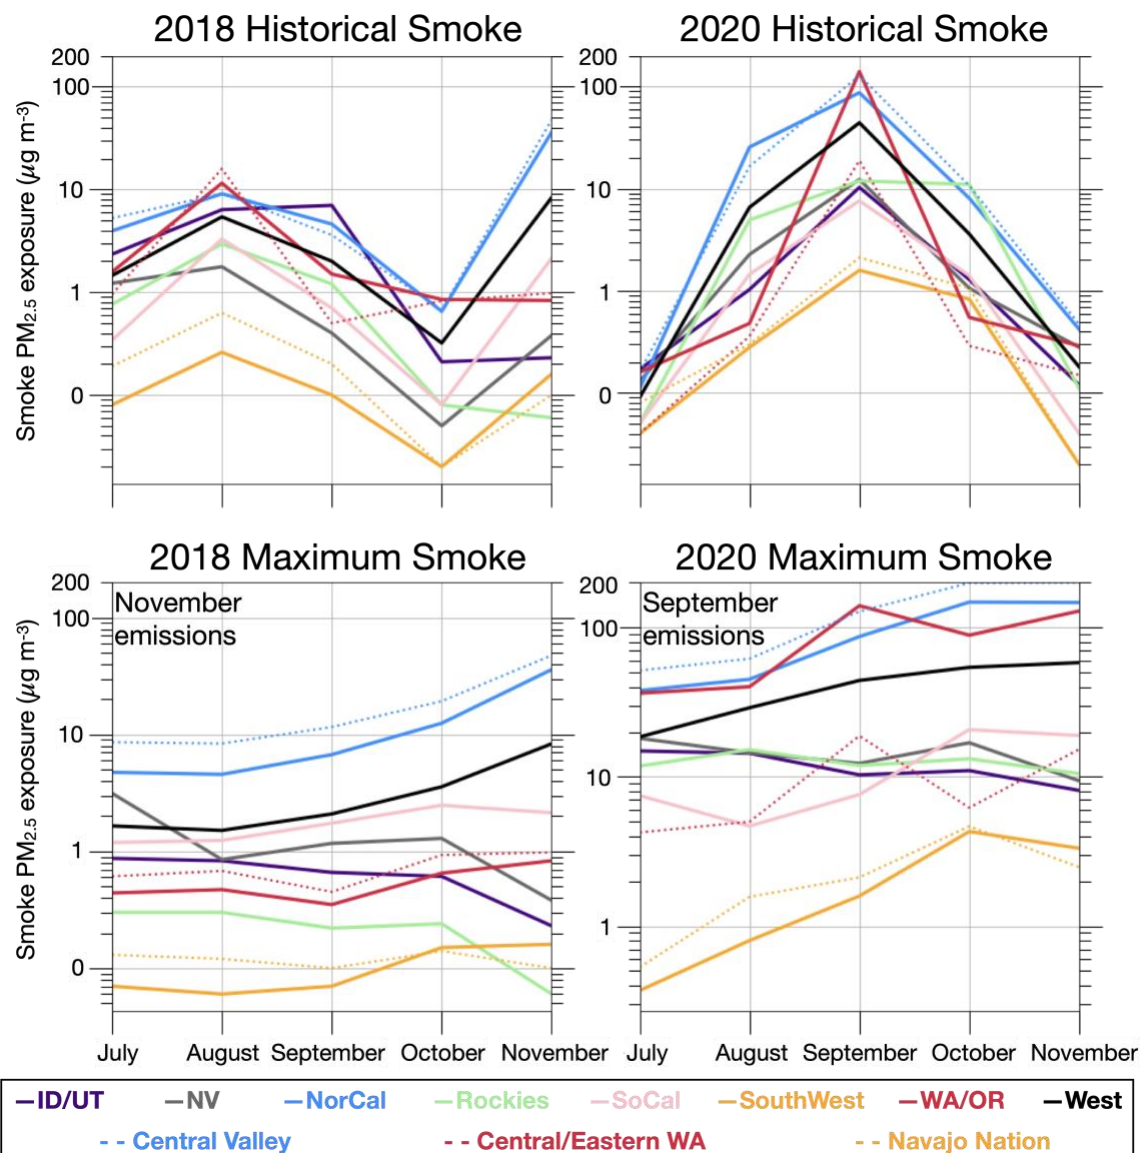 2018 Historical Smoke
2020 Historical Smoke
200
100
10
1
0
200
100
10
1
0
Smoke PM2.5 exposure (μg m-3)
2018 Maximum Smoke
2020 Maximum Smoke
200
100
10
1
0
200
100
10
1
November
emissions
September
emissions
Smoke PM2.5 exposure (μg m-3)
July August September October November
July August September October November
ID/UT NV NorCal Rockies SoCal SouthWest WA/OR West
Central Valley Central/Eastern WA Navajo Nation